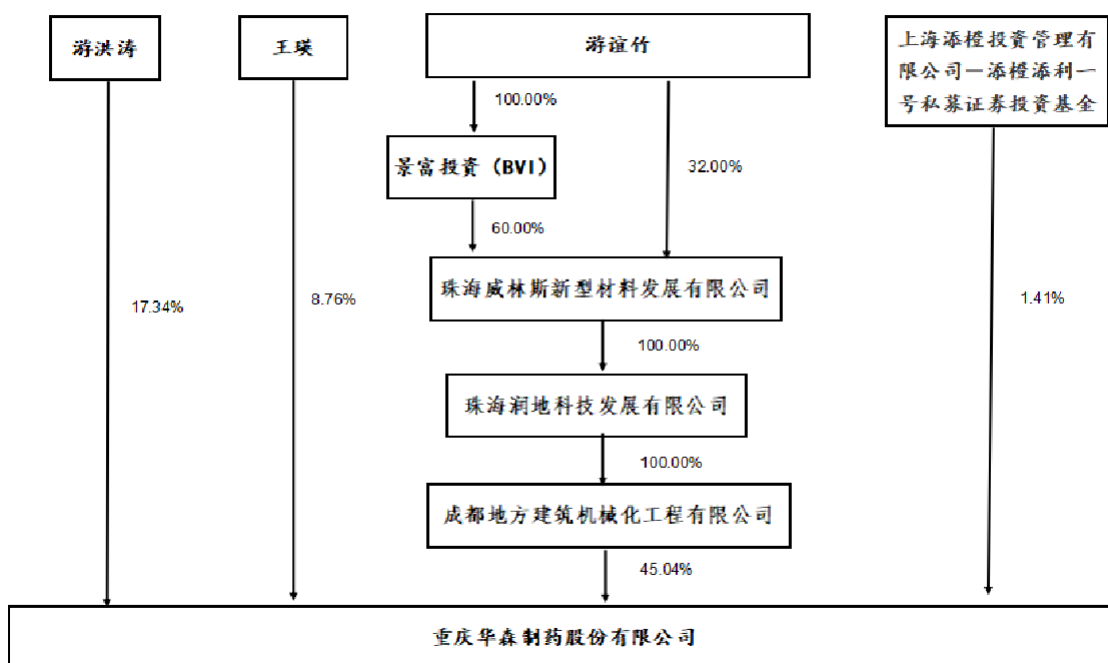 游洪涛
王瑛
游谊竹
上海添橙投资管理有
限公司—添橙添利一
号私募证券投资基金
100.00%
景富投资（BVI）
32.00%
60.00%
珠海威林斯新型材料发展有限公司
17.34%
8.76%
1.41%
100.00%
珠海润地科技发展有限公司
100.00%
成都地方建筑机械化工程有限公司
45.04%
重庆华森制药股份有限公司